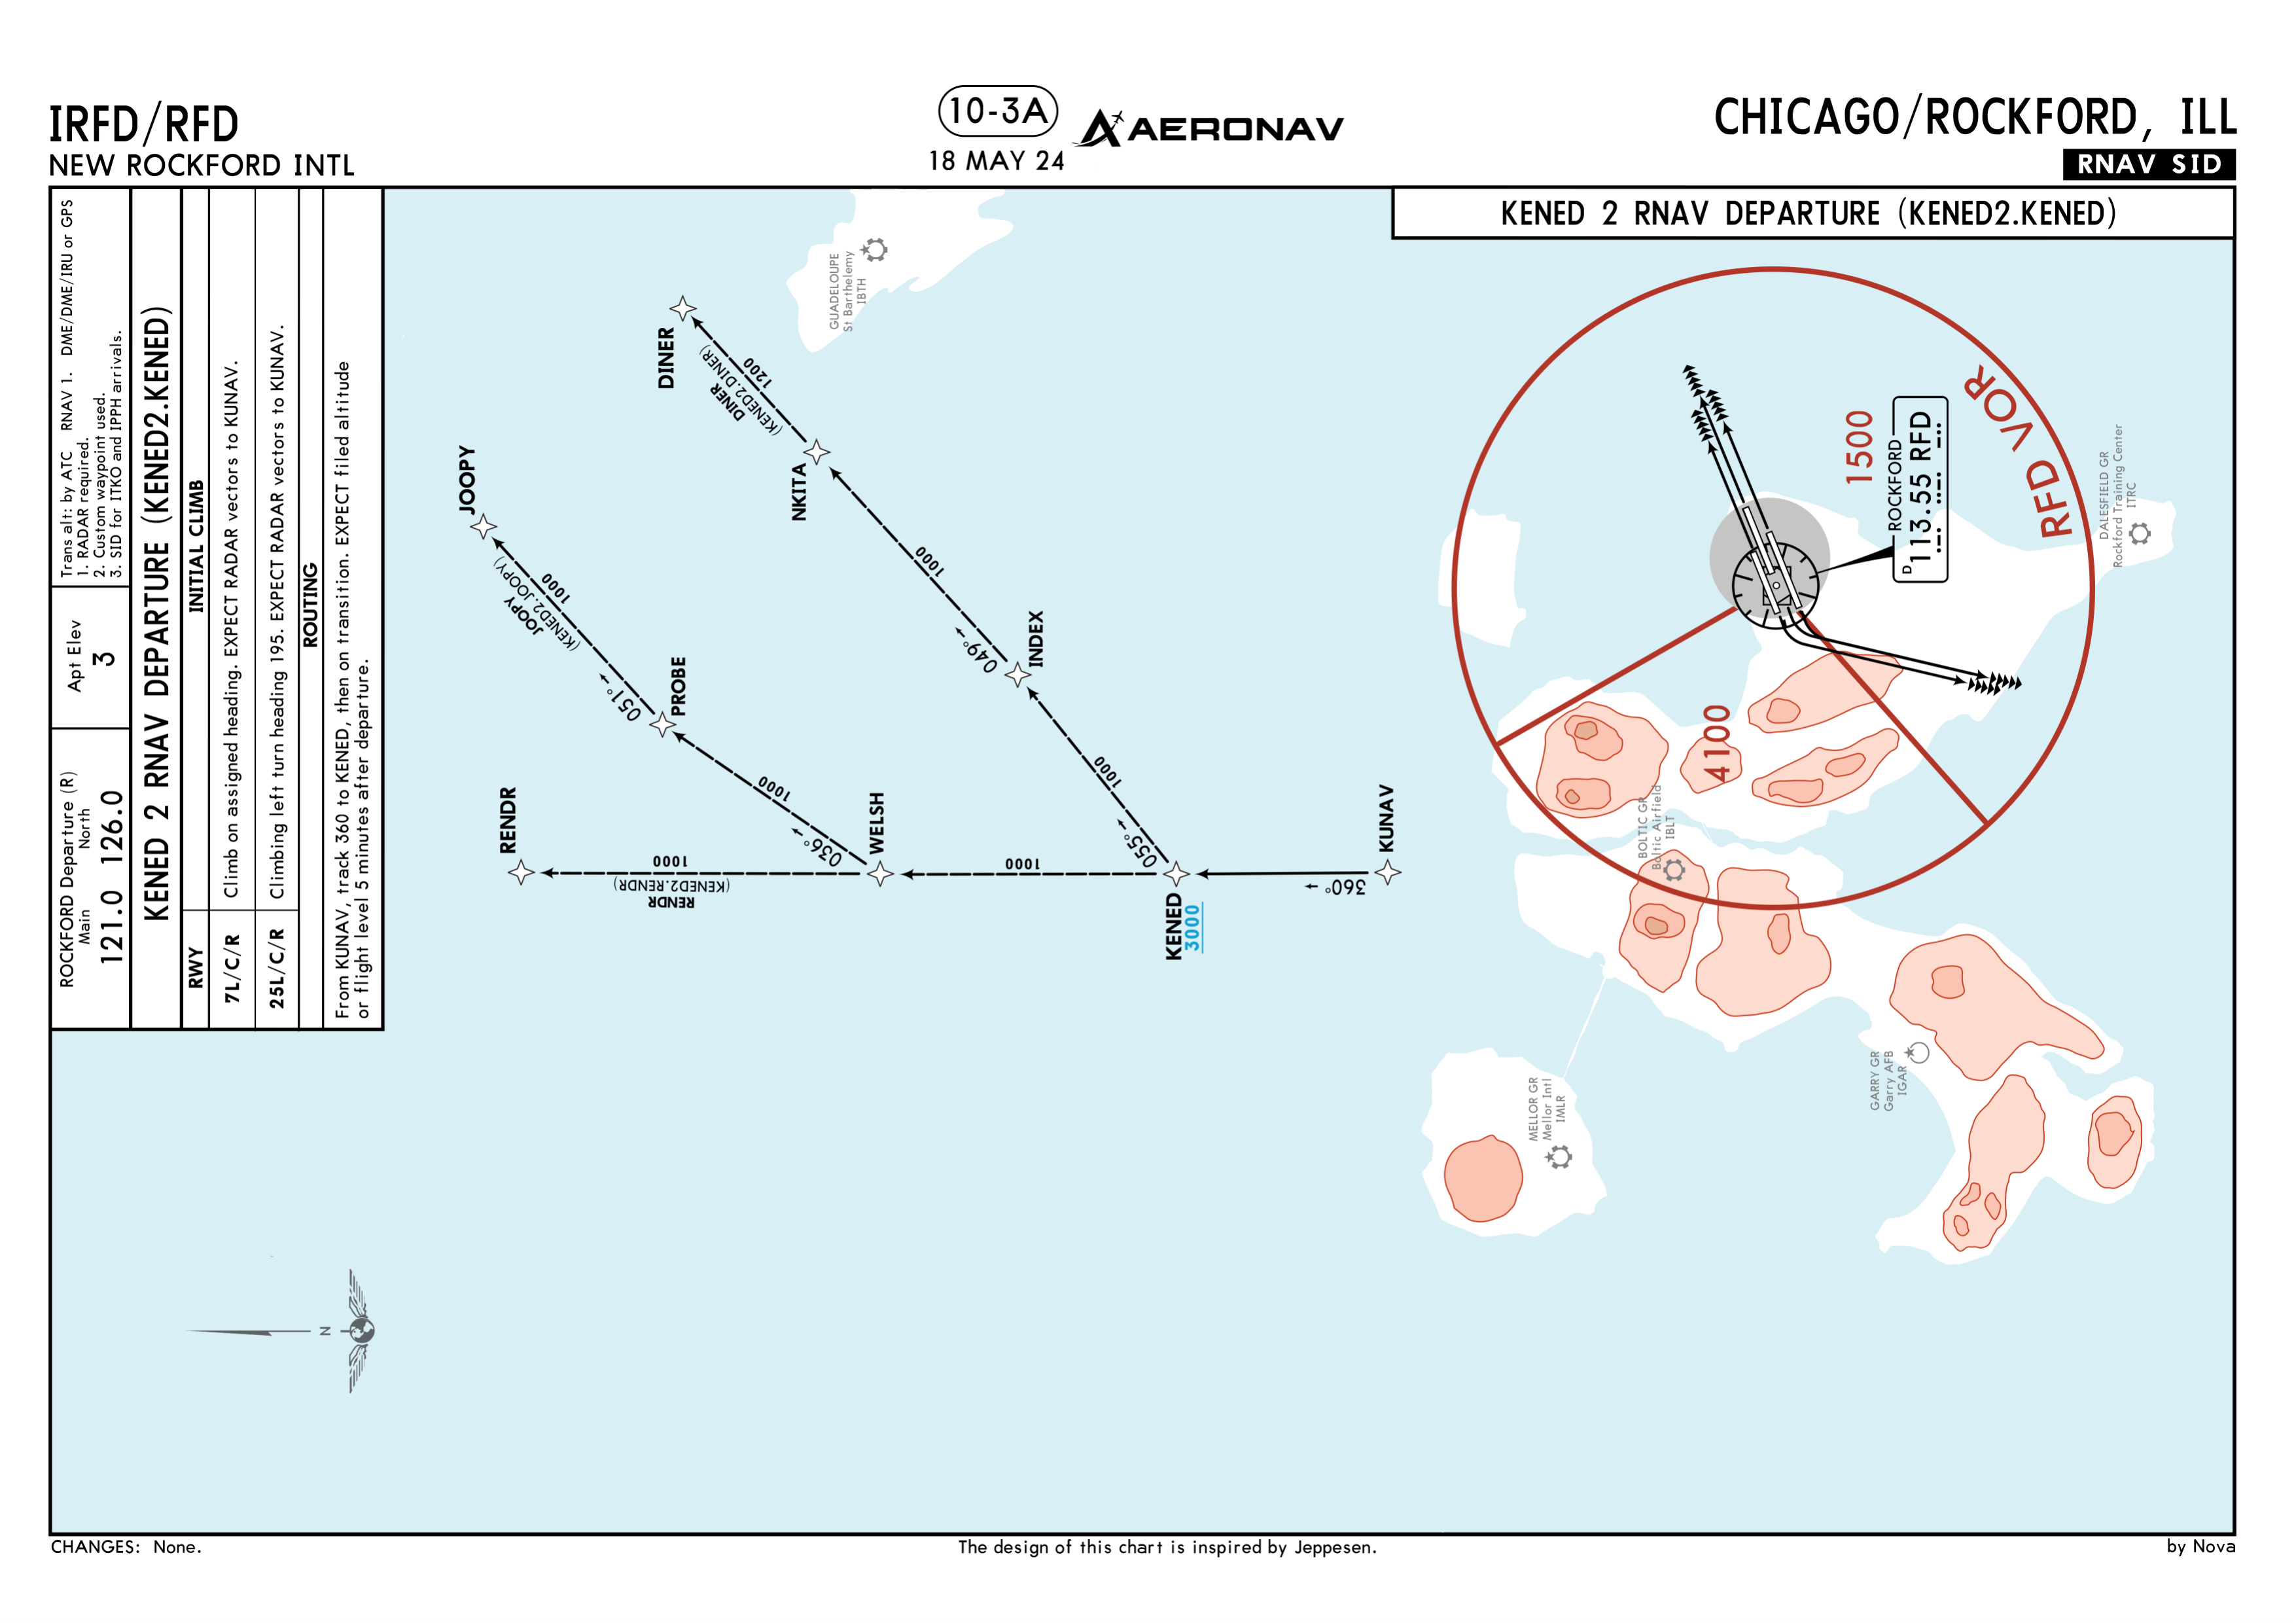 IRFD/RFD
NEW ROCKFORD INTL
10-3A
18 MAY 24
AERONAV
CHICAGO/ROCKFORD, ILL
RNAV SID
KENED 2 RNAV DEPARTURE (KENED2.KENED)
ROCKFORD Departure (R)
Main North
121.0 126.0
Apt Elev
3
Trans alt: by ATC RNAV 1. DME/DME/IRU or GPS
1. RADAR required.
2. Custom waypoint used.
3. SID for ITKO and IPPH arrivals.
KENED 2 RNAV DEPARTURE (KENED2.KENED)
RWY INITIAL CLIMB
7L/C/R Climb on assigned heading. EXPECT RADAR vectors to KUNAV.
25L/C/R Climbing left turn heading 195. EXPECT RADAR vectors to KUNAV.
ROUTING
From KUNAV, track 360 to KENED, then on transition. EXPECT filed altitude
or flight level 5 minutes after departure.
JOOPY
1000
JOOPY
(KENED2.JOOPY)
051°
PROBE
1000
036°
RENDR
1000
RENDR
(KENED2.RENDR)
WELSH
1000
DINER
1200
DINER
(KENED2.DINER)
NKITA
1000
049°
INDEX
1000
055°
KENED
3000
360°
KUNAV
GUADELOUPE
St Barthelemy
IBTH
RFD VOR
1500
4100
ROCKFORD
D 113.55 RFD
DALESFIELD GR
Rockford Training Center
ITRC
BOLTIC GR
Boltic Airfield
IBLT
MELLOR GR
Mellor Intl
IMLR
GARRY GR
Garry AFB
IGAR
N
CHANGES: None.
The design of this chart is inspired by Jeppesen.
by Nova